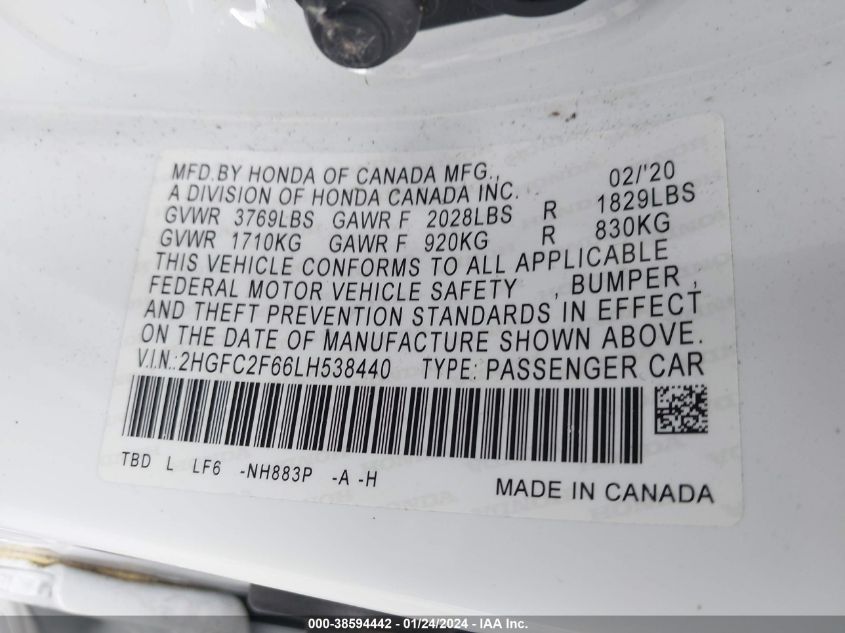 MFD.BY HONDA OF CANADA MFG., 02/'20
A DIVISION OF HONDA CANADA INC.
GVWR 3769LBS GAWR F 2028LBS R 1829LBS
GVWR 1710KG GAWR F 920KG R 830KG
THIS VEHICLE CONFORMS TO ALL APPLICABLE
FEDERAL MOTOR VEHICLE SAFETY , BUMPER ,
AND THEFT PREVENTION STANDARDS IN EFFECT
ON THE DATE OF MANUFACTURE SHOWN ABOVE.
V.I.N.:2HGFC2F66LH538440 TYPE: PASSENGER CAR
TBD L LF6 -NH883P -A -H
MADE IN CANADA
000-38594442 - 01/24/2024 - IAA Inc.